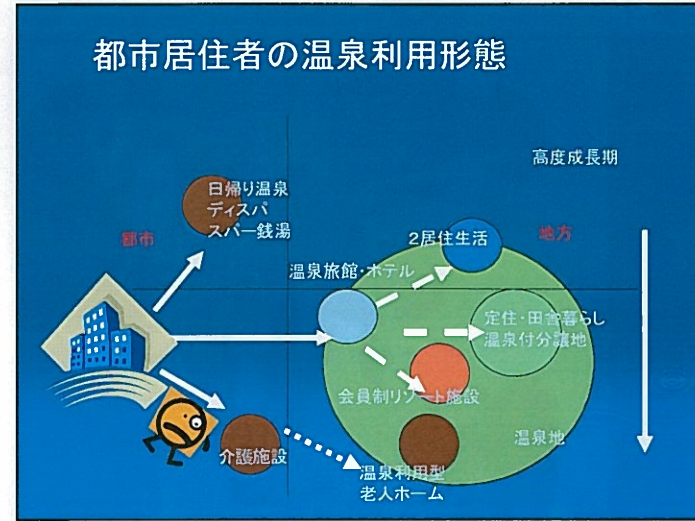 都市居住者の温泉利用形態
高度成長期
日帰り温泉
ディスパ
スパー銭湯
都市
2居住生活
地方
温泉旅館・ホテル
定住・田舎暮らし
温泉付分譲地
会員制リゾート施設
温泉地
介護施設
温泉利用型
老人ホーム